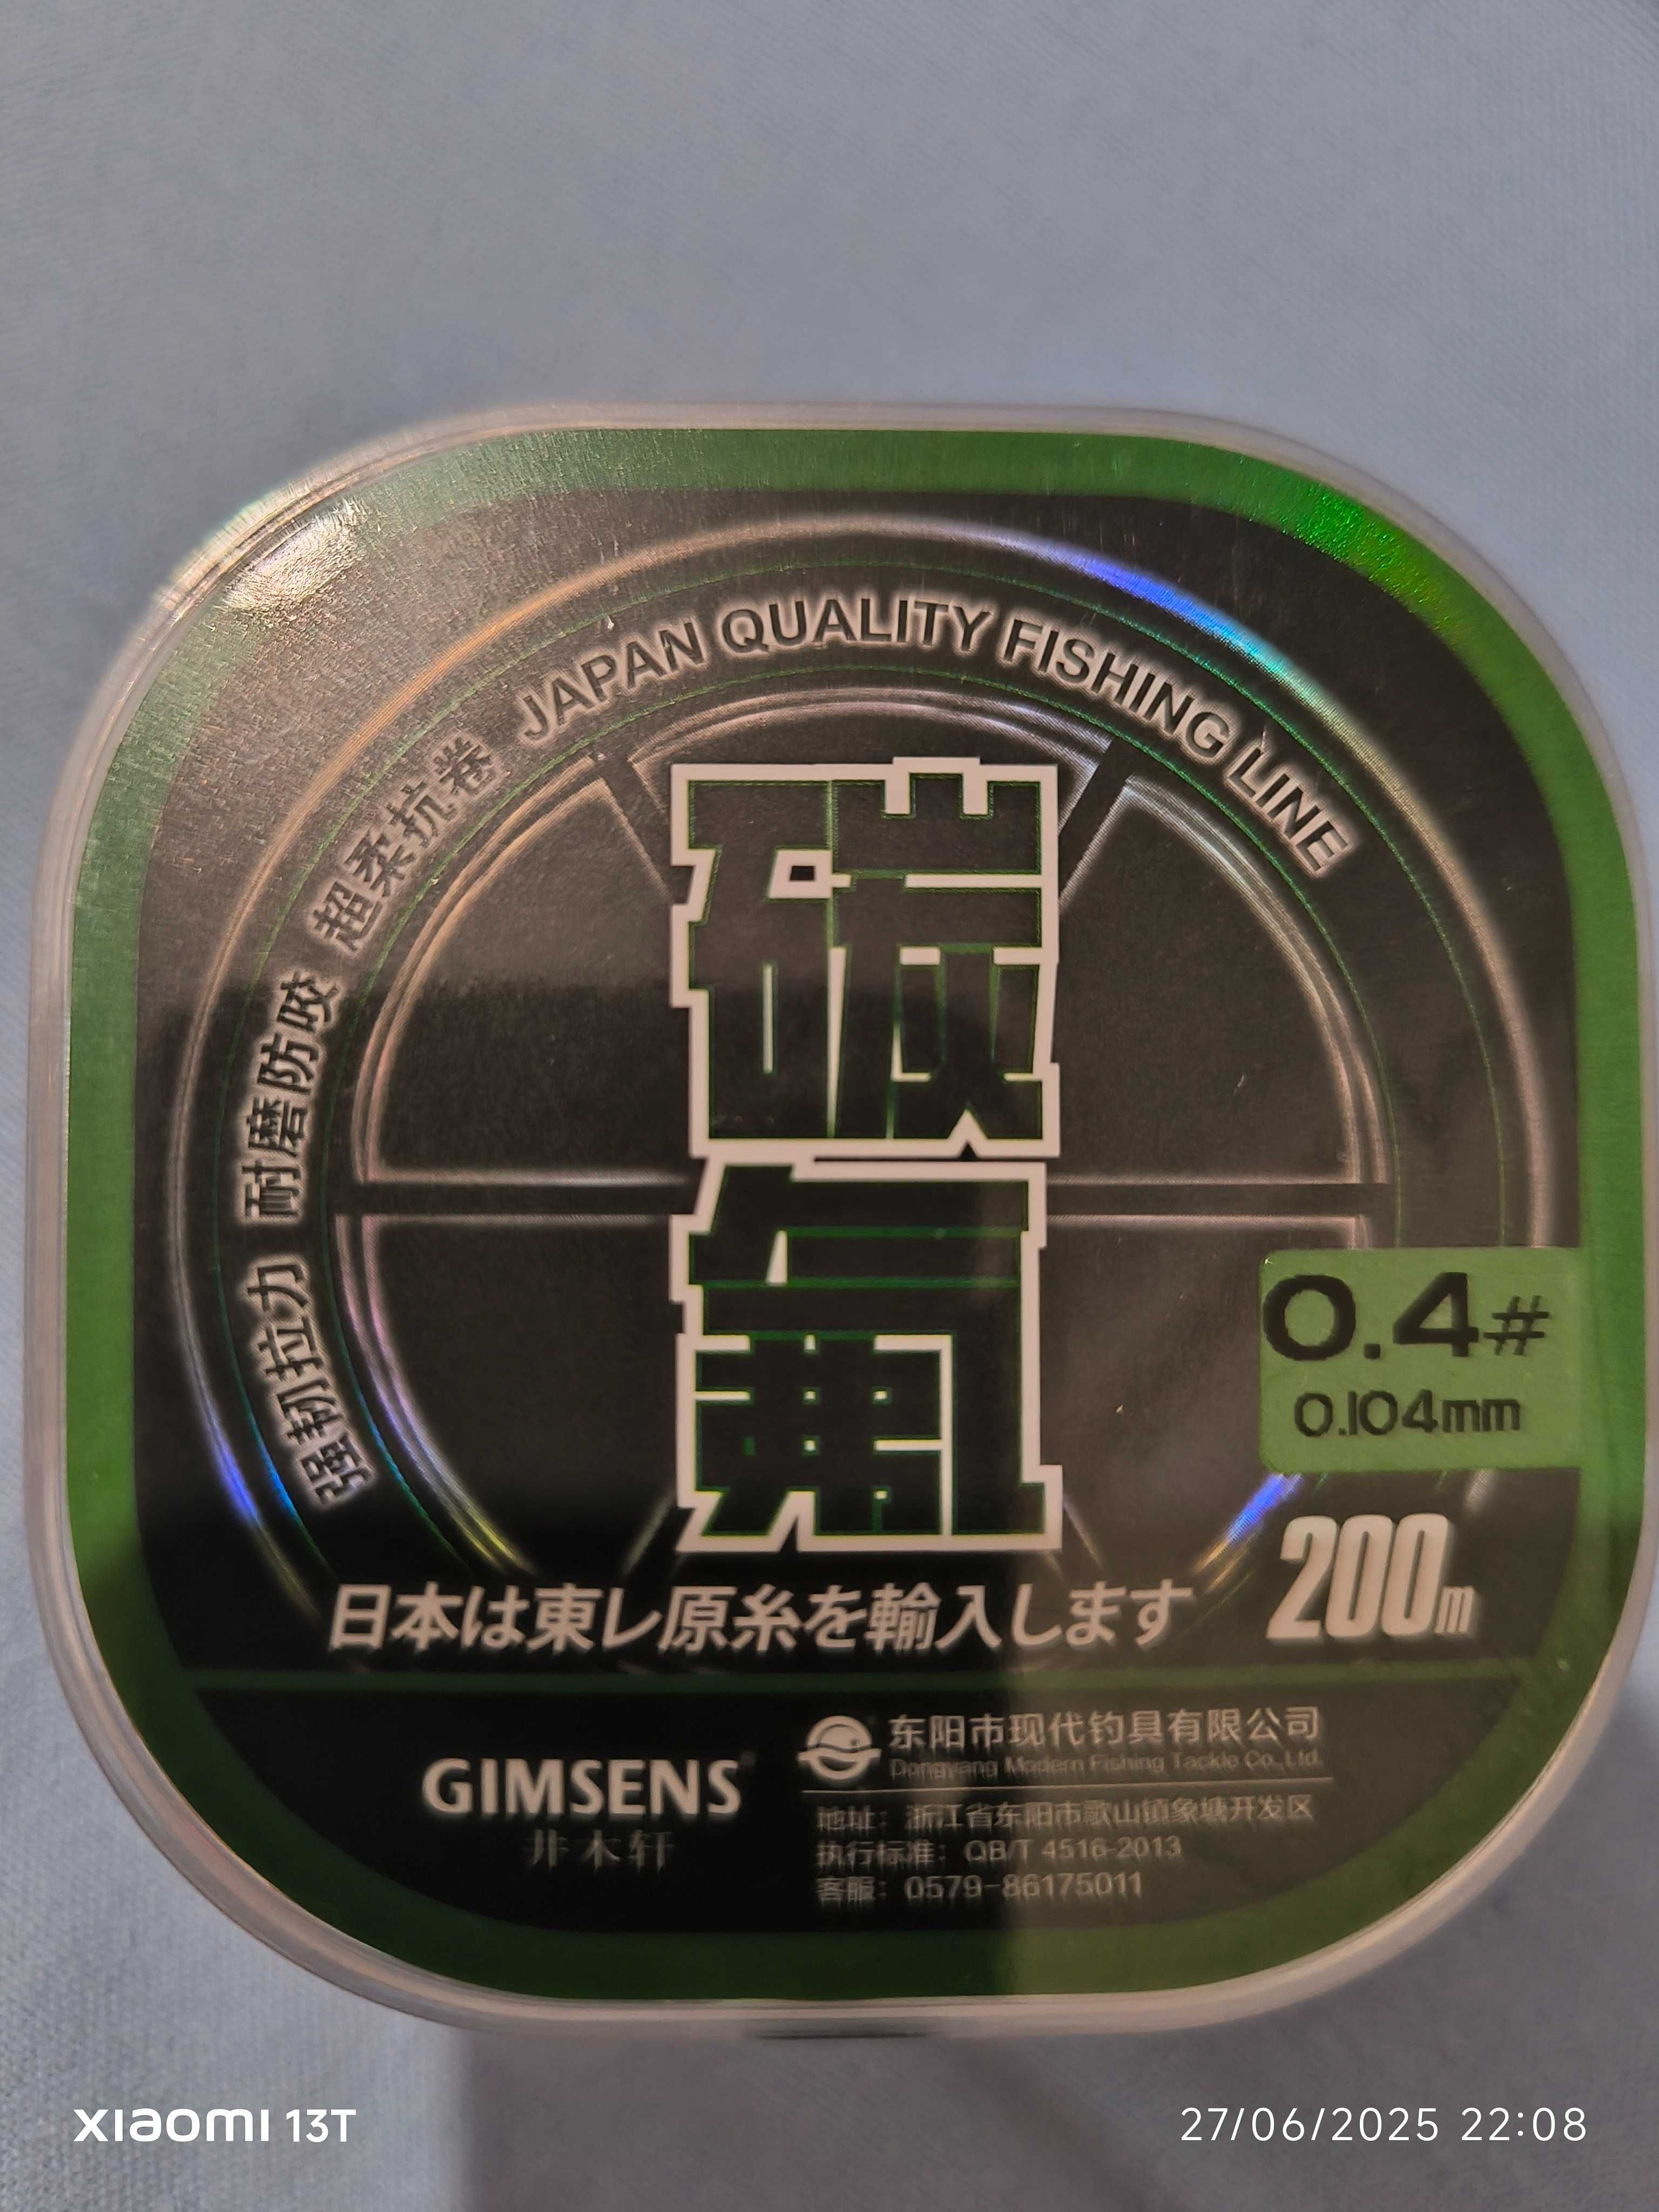 强韧拉力 耐磨防咬 超柔抗卷 JAPAN QUALITY FISHING LINE
碳
氟
0.4#
0.104mm
200m
日本は東レ原糸を輸入します
GIMSENS
井木轩
东阳市现代钓具有限公司
Dongyang Modern Fishing Tackle Co.,Ltd.
地址：浙江省东阳市歌山镇象塘开发区
执行标准：QB/T 4516-2013
客服：0579-86175011
XIAOMI 13T
27/06/2025 22:08